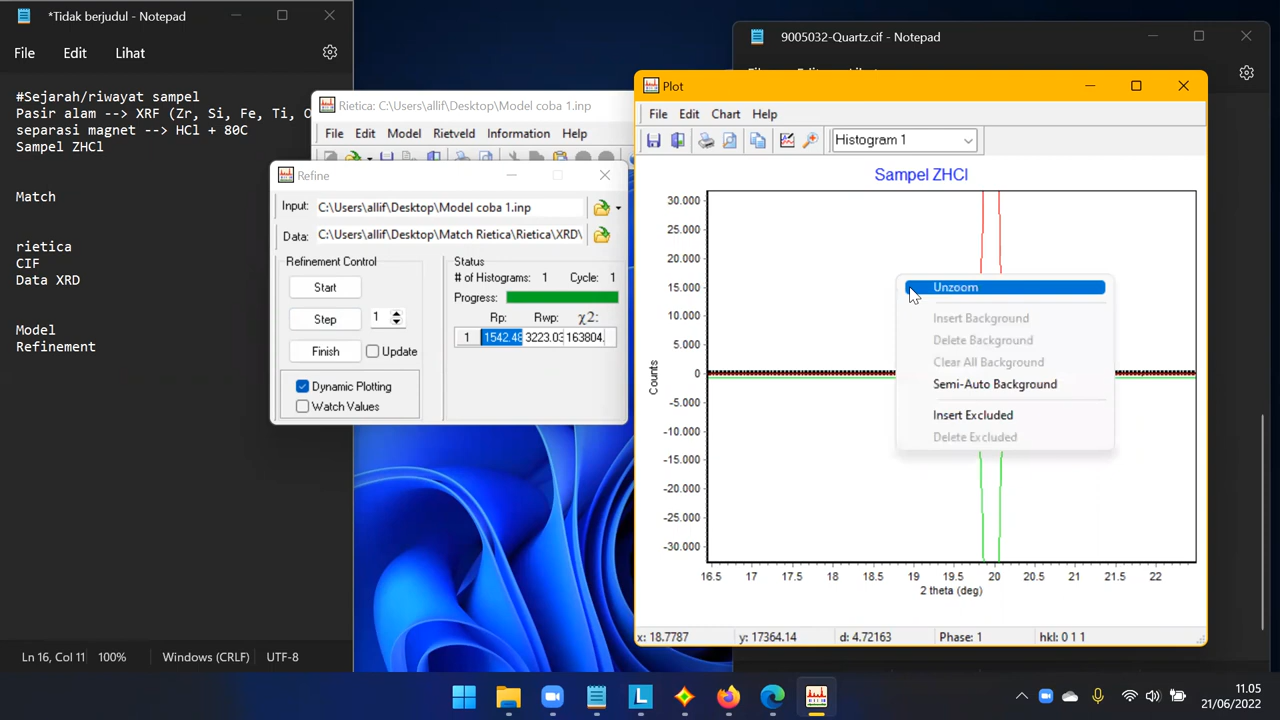 *Tidak berjudul - Notepad
File Edit Lihat
#Sejarah/riwayat sampel
Pasir alam --> XRF (Zr, Si, Fe, Ti, O
separasi magnet --> HCl + 80C
Sampel ZHCl
Match
rietica
CIF
Data XRD
Model
Refinement
Ln 16, Col 11 100% Windows (CRLF) UTF-8
Rietica: C:\Users\allif\Desktop\Model coba 1.inp
File Edit Model Rietveld Information Help
Refine
Input: C:\Users\allif\Desktop\Model coba 1.inp
Data: C:\Users\allif\Desktop\Match Rietica\Rietica\XRD\
Refinement Control
Start
Step 1
Finish Update
Dynamic Plotting
Watch Values
Status
# of Histograms: 1 Cycle: 1
Progress:
Rp: Rwp: χ2:
1 1542.48 3223.03 163804.
9005032-Quartz.cif - Notepad
Plot
File Edit Chart Help
Histogram 1
Sampel ZHCl
30.000
25.000
20.000
15.000
10.000
5.000
0
-5.000
-10.000
-15.000
-20.000
-25.000
-30.000
Counts
16.5 17 17.5 18 18.5 19 19.5 20 20.5 21 21.5 22
2 theta (deg)
Unzoom
Insert Background
Delete Background
Clear All Background
Semi-Auto Background
Insert Excluded
Delete Excluded
x: 18.7787 y: 17364.14 d: 4.72163 Phase: 1 hkl: 0 1 1
L
11.05
21/06/2022